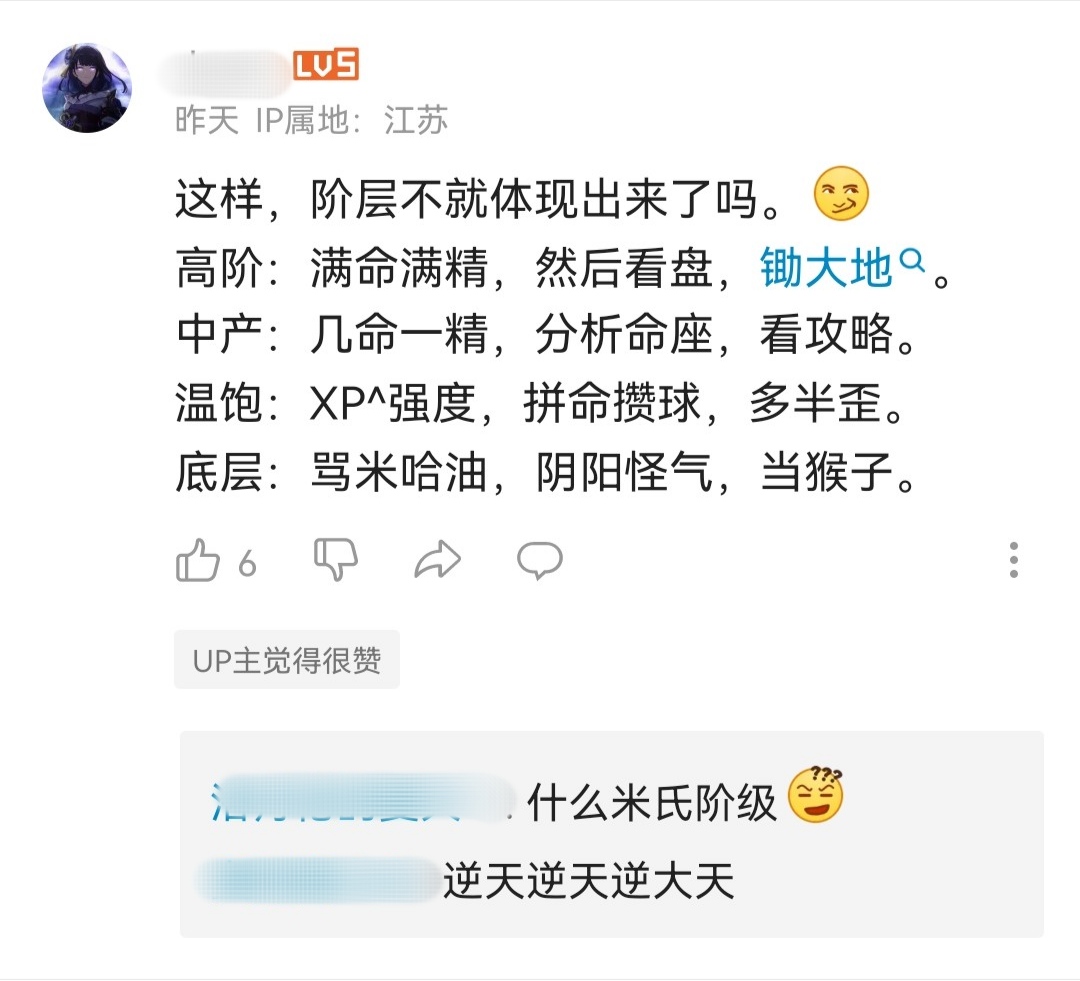 LV5
昨天 IP属地：江苏
这样，阶层不就体现出来了吗。
高阶：满命满精，然后看盘，锄大地。
中产：几命一精，分析命座，看攻略。
温饱：XP^强度，拼命攒球，多半歪。
底层：骂米哈油，阴阳怪气，当猴子。
6
UP主觉得很赞
什么米氏阶级
逆天逆天逆大天